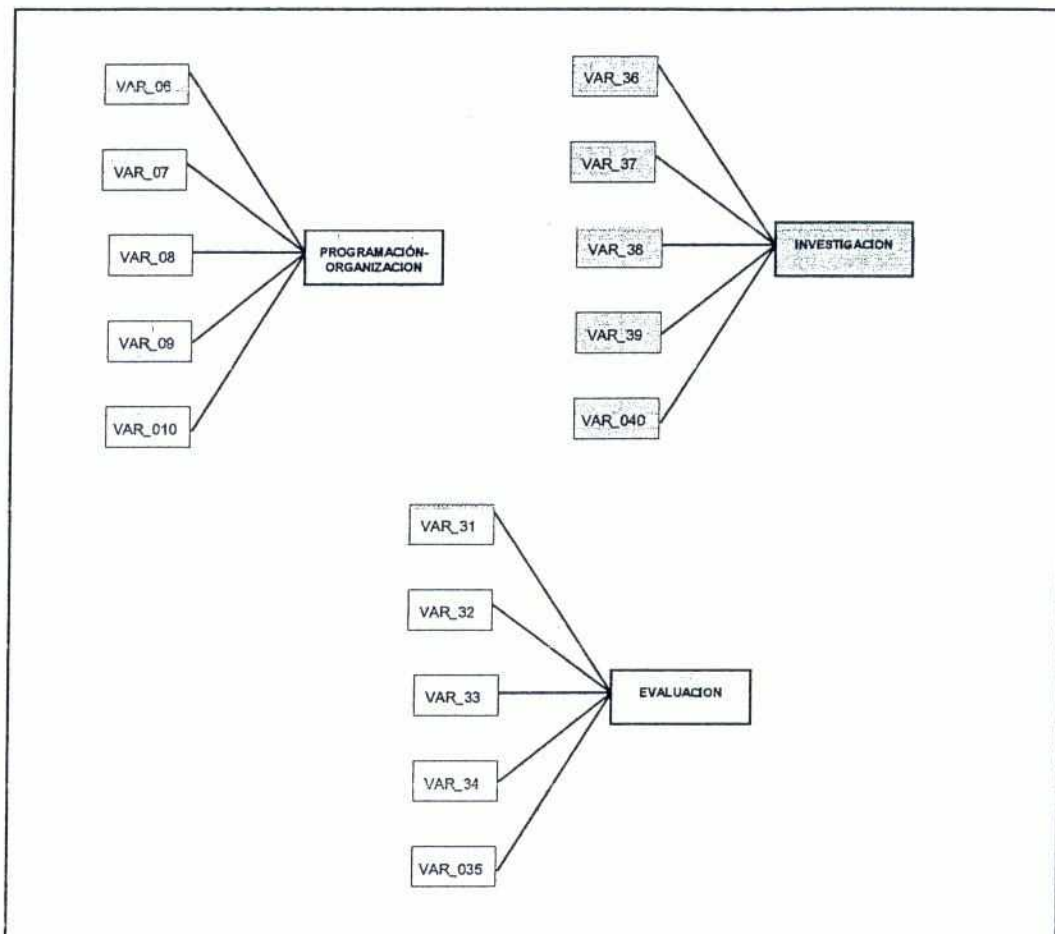 VAR_06
VAR_07
VAR_08
VAR_09
VAR_010
PROGRAMACIÓN-
ORGANIZACION
VAR_36
VAR_37
VAR_38
VAR_39
VAR_040
INVESTIGACION
VAR_31
VAR_32
VAR_33
VAR_34
VAR_035
EVALUACION